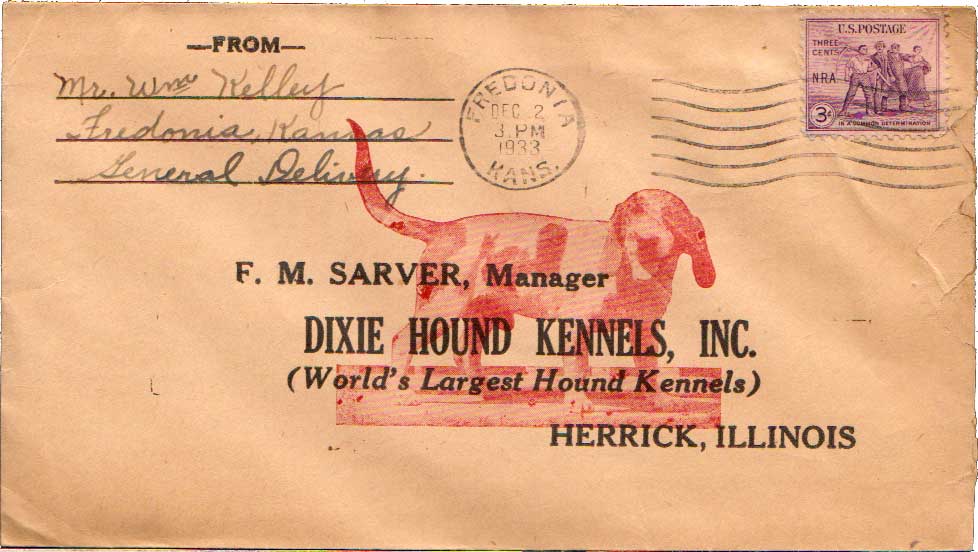 —FROM—
Mr. Wm Kelley
Fredonia, Kansas
General Delivery.
FREDONIA
DEC 2
3 PM
1933
KANS.
U.S. POSTAGE
THREE
CENTS
NRA
3¢
IN A COMMON DETERMINATION
F. M. SARVER, Manager
DIXIE HOUND KENNELS, INC.
(World's Largest Hound Kennels)
HERRICK, ILLINOIS